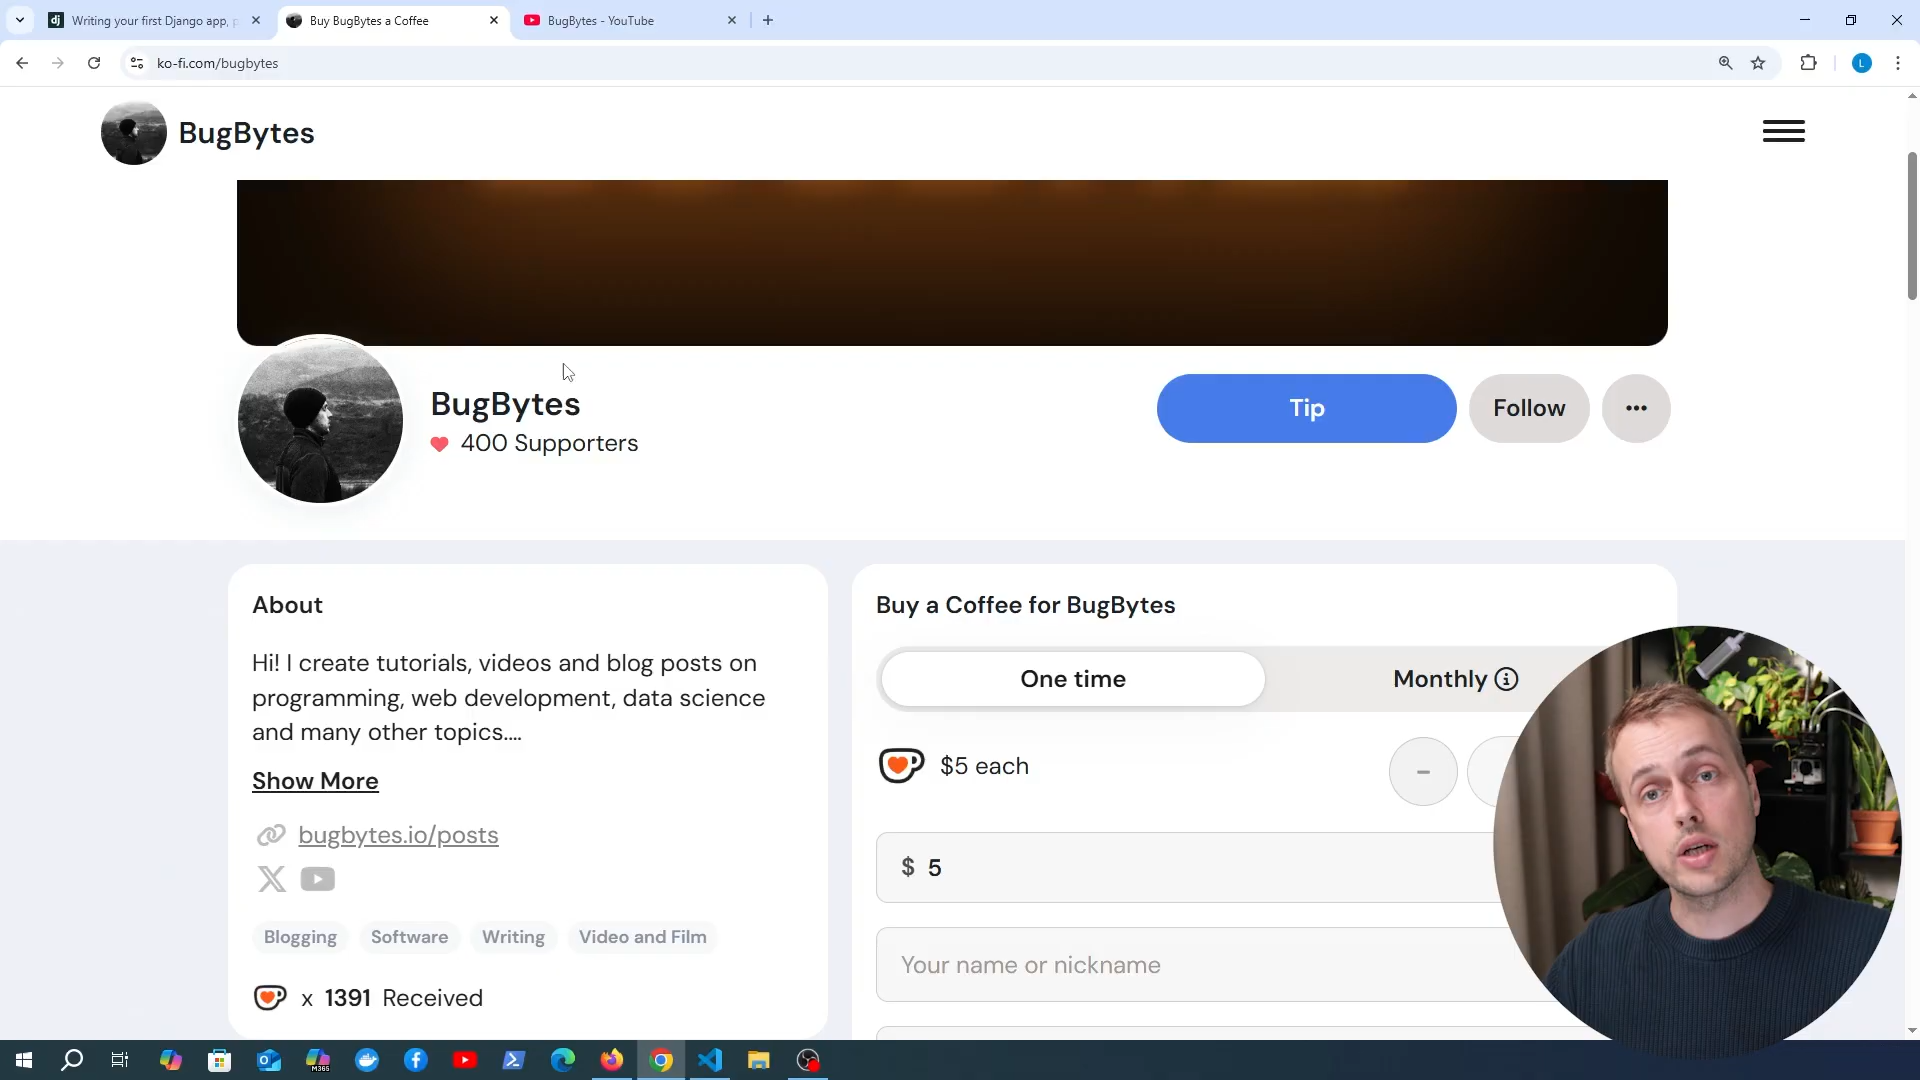 Writing your first Django app, p
Buy BugBytes a Coffee
BugBytes - YouTube
ko-fi.com/bugbytes
L
BugBytes
BugBytes
400 Supporters
Tip
Follow
About
Hi! I create tutorials, videos and blog posts on
programming, web development, data science
and many other topics....
Show More
bugbytes.io/posts
Blogging
Software
Writing
Video and Film
x 1391 Received
Buy a Coffee for BugBytes
One time
Monthly
$5 each
-
$ 5
Your name or nickname
M365